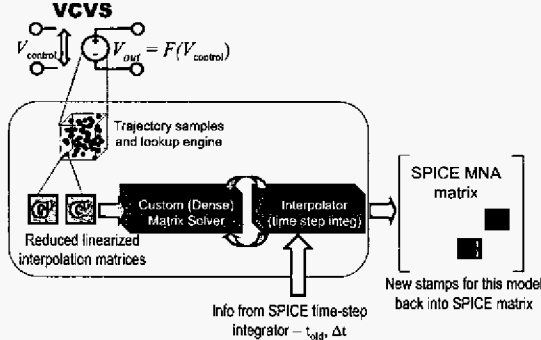 VCVS
V_control
V_out = F(V_control)
Trajectory samples
and lookup engine
Custom (Dense)
Matrix Solver
Interpolator
(time step integ)
SPICE MNA
matrix
Reduced linearized
interpolation matrices
New stamps for this model
back into SPICE matrix
Info from SPICE time-step
integrator – t_old, Δt